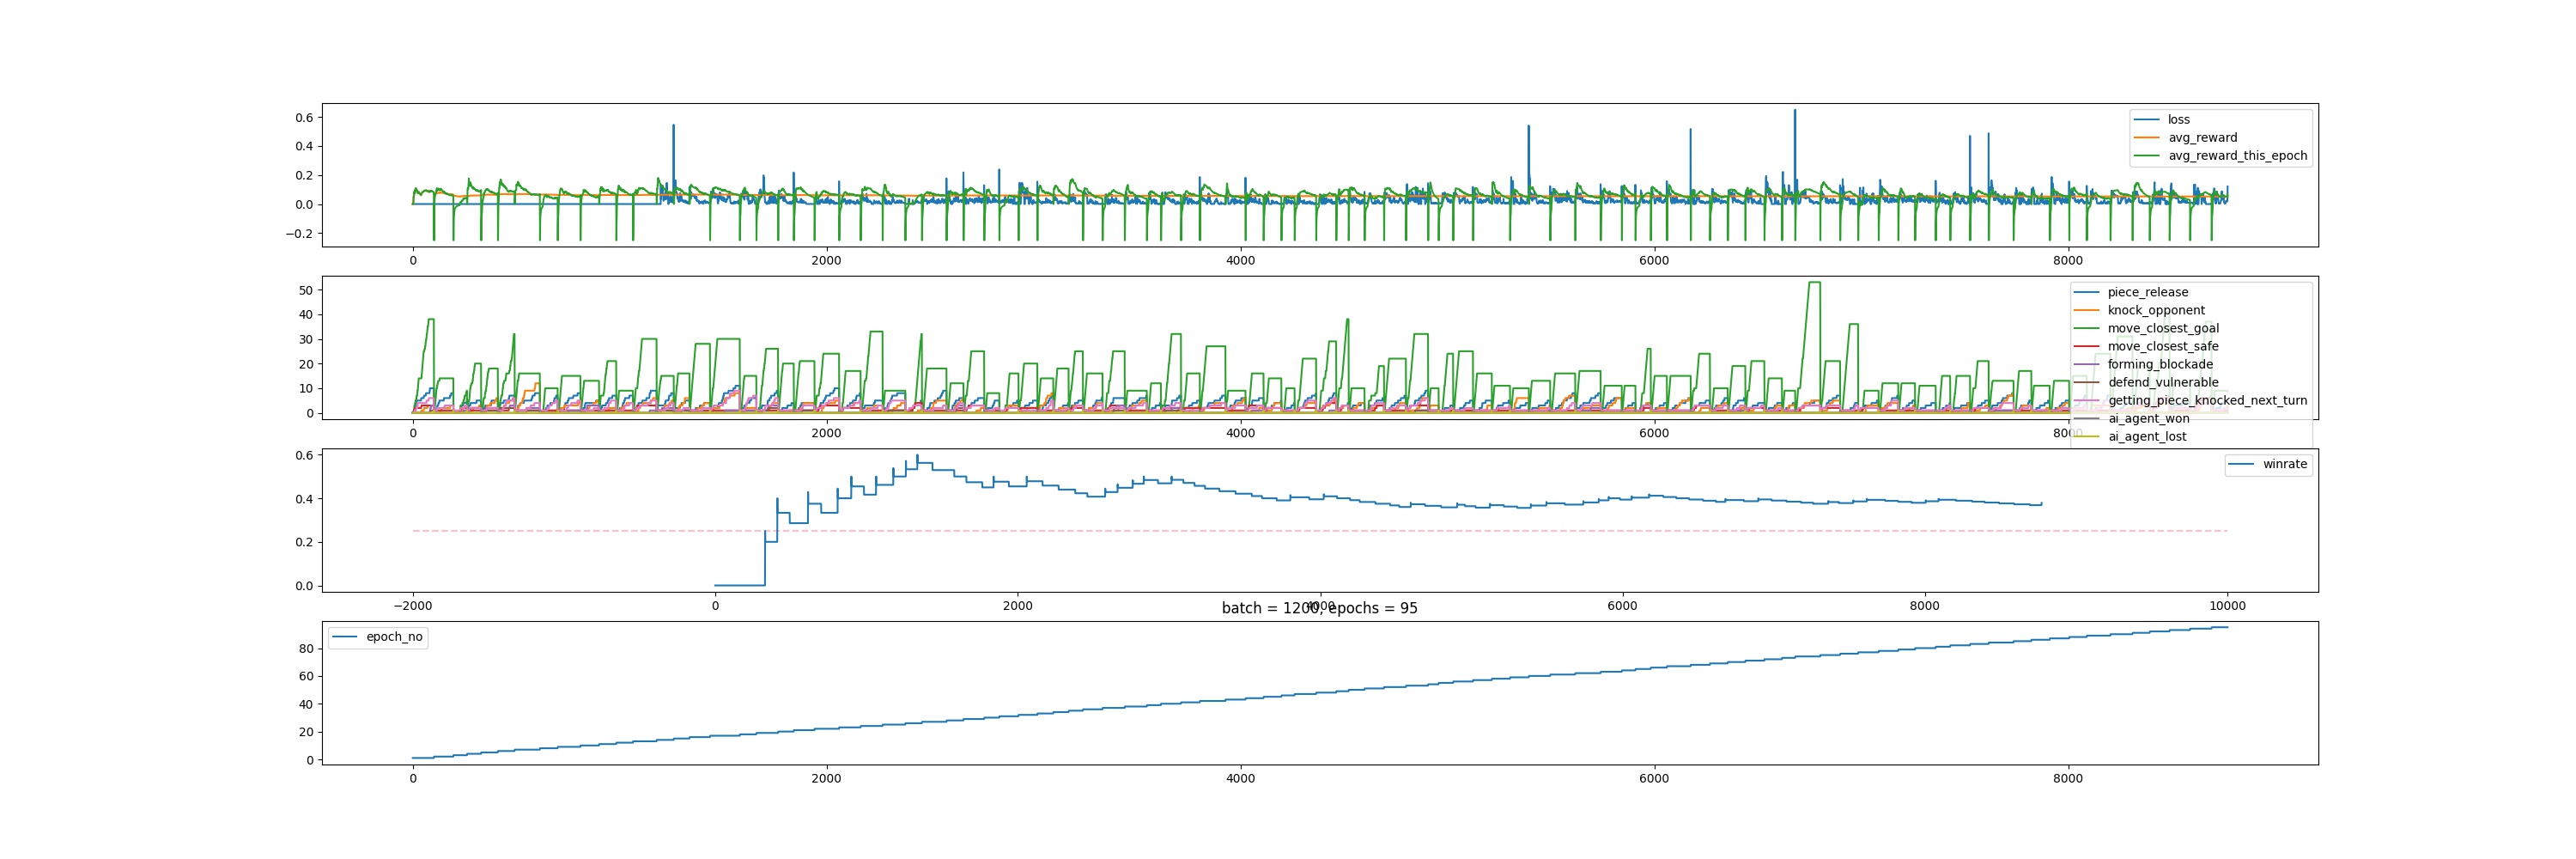 0.6
0.4
0.2
0.0
−0.2
loss
avg_reward
avg_reward_this_epoch
0 2000 4000 6000 8000
50
40
30
20
10
0
piece_release
knock_opponent
move_closest_goal
move_closest_safe
forming_blockade
defend_vulnerable
getting_piece_knocked_next_turn
ai_agent_won
ai_agent_lost
0 2000 4000 6000 8000
0.6
0.4
0.2
0.0
winrate
−2000 0 2000 4000 6000 8000 10000
batch = 1200, epochs = 95
epoch_no
80
60
40
20
0
0 2000 4000 6000 8000